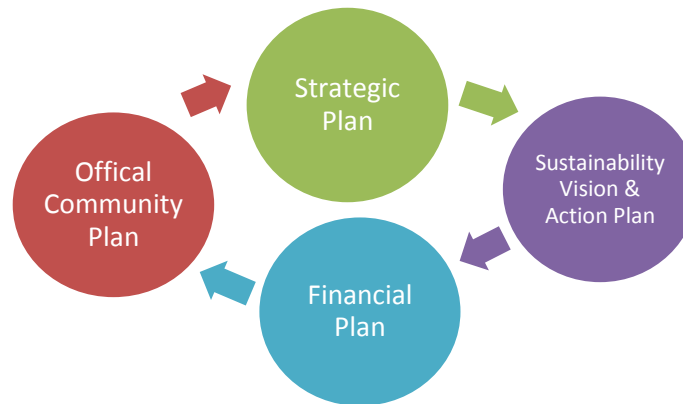 Strategic
Plan
Sustainability
Vision &
Action Plan
Financial
Plan
Offical
Community
Plan